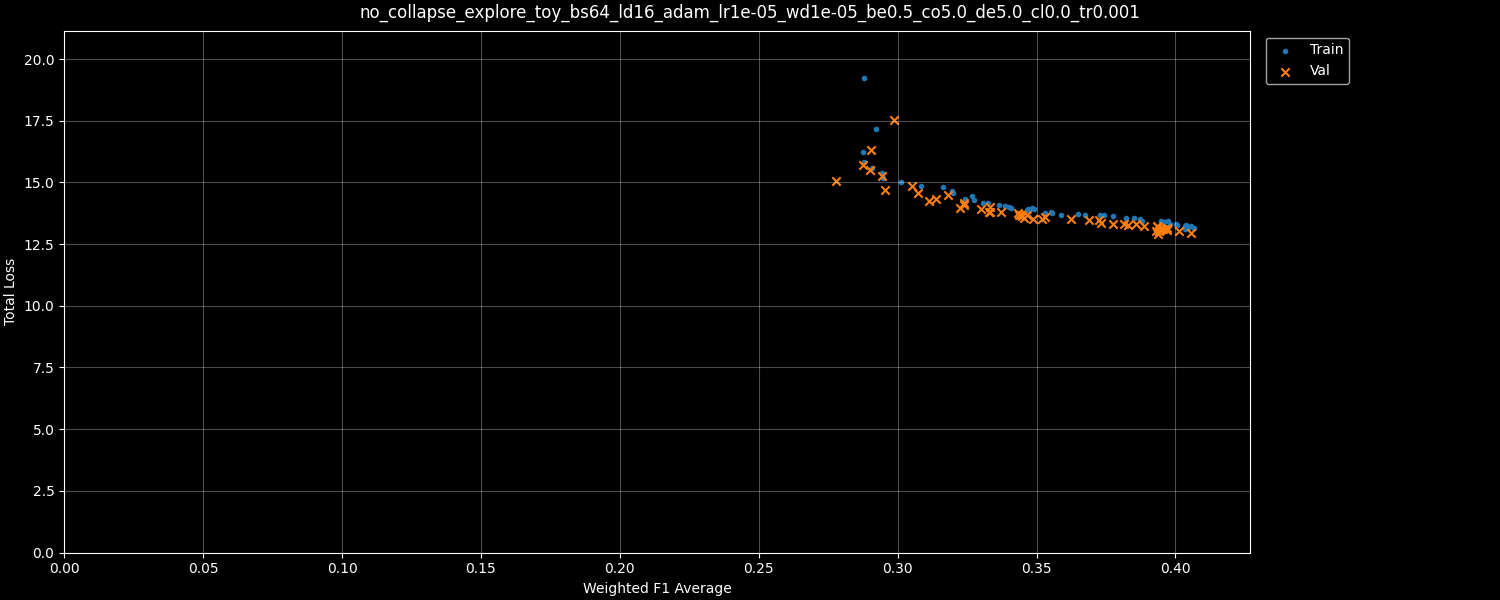 no_collapse_explore_toy_bs64_ld16_adam_lr1e-05_wd1e-05_be0.5_co5.0_de5.0_cl0.0_tr0.001
Train
Val
20.0
17.5
15.0
12.5
10.0
7.5
5.0
2.5
0.0
Total Loss
0.00 0.05 0.10 0.15 0.20 0.25 0.30 0.35 0.40
Weighted F1 Average